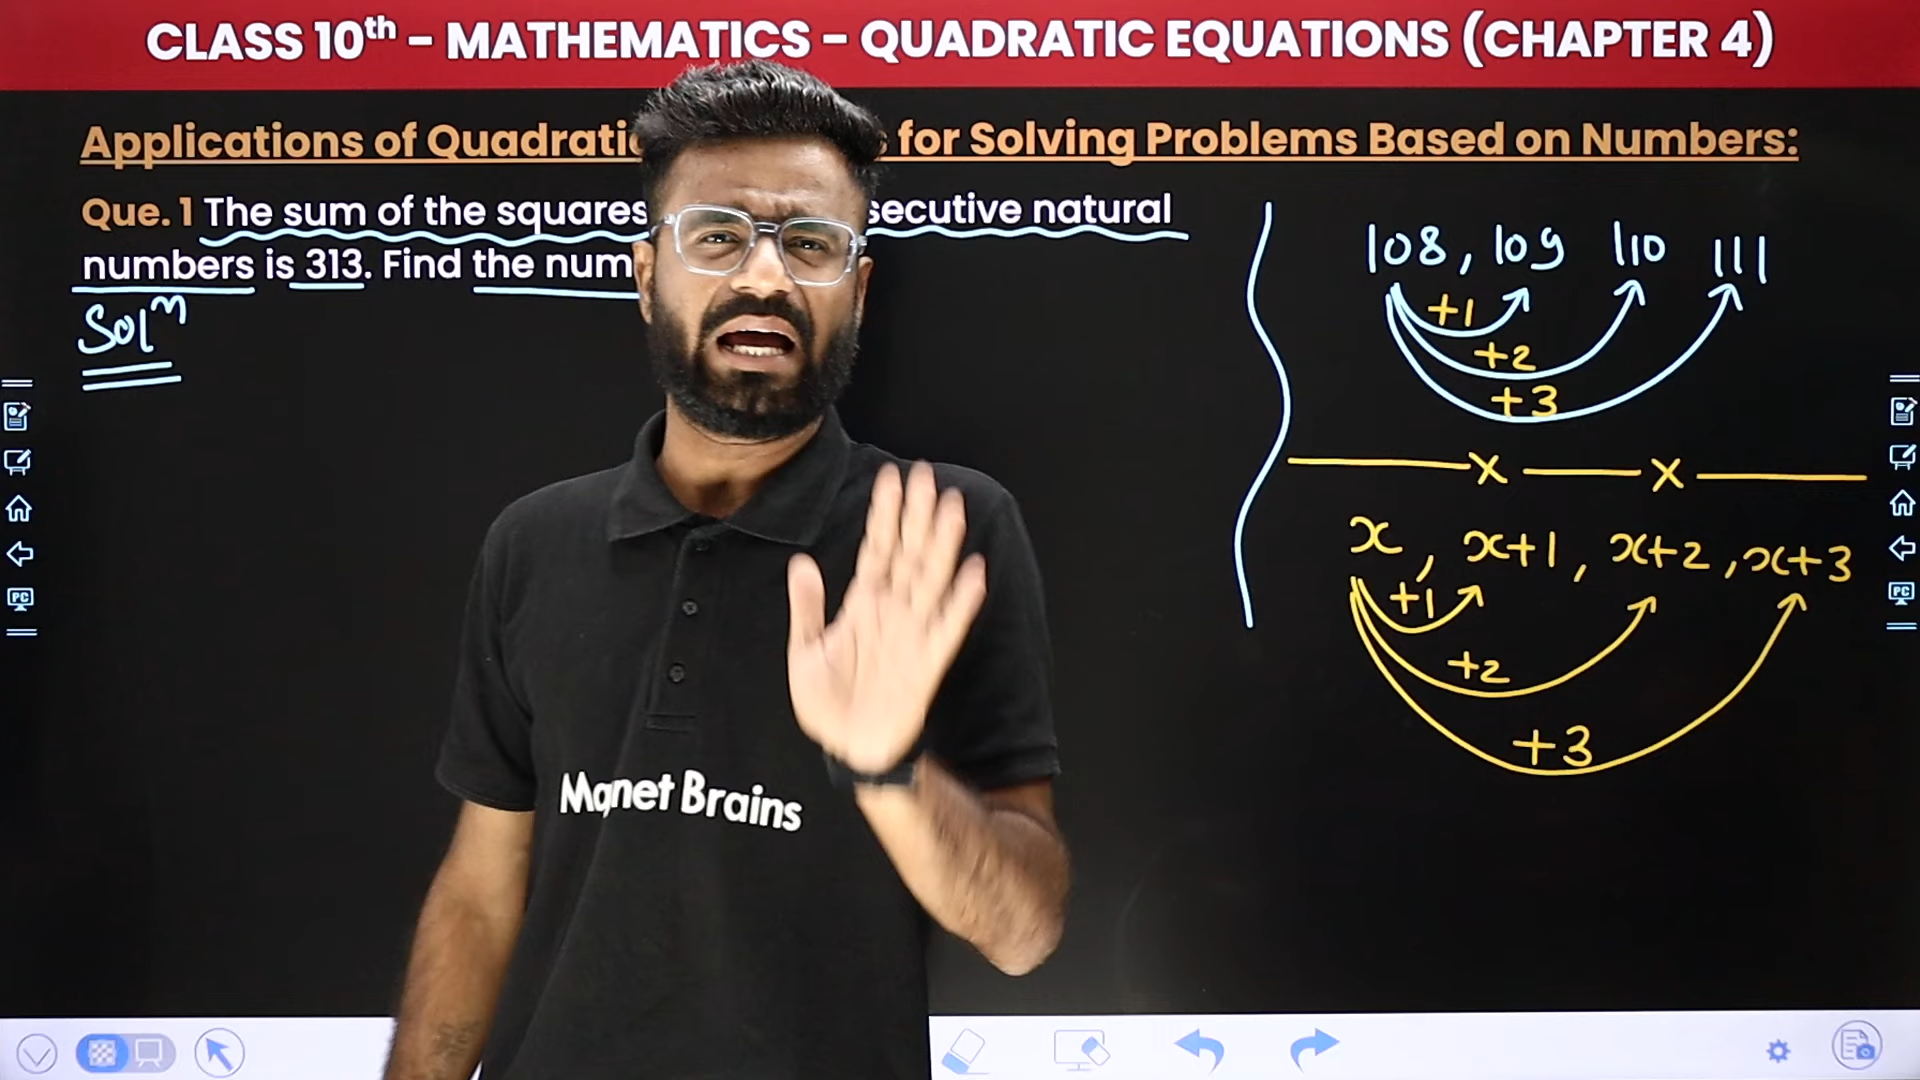 CLASS 10th - MATHEMATICS - QUADRATIC EQUATIONS (CHAPTER 4)
Applications of Quadratic for Solving Problems Based on Numbers:
Que. 1 The sum of the squares natural
numbers is 313. Find the
Solⁿ
108, 109 110 111
+1
+2
+3
x x
x, x+1, x+2, x+3
+1
+2
+3
Magnet Brains
PC
PC